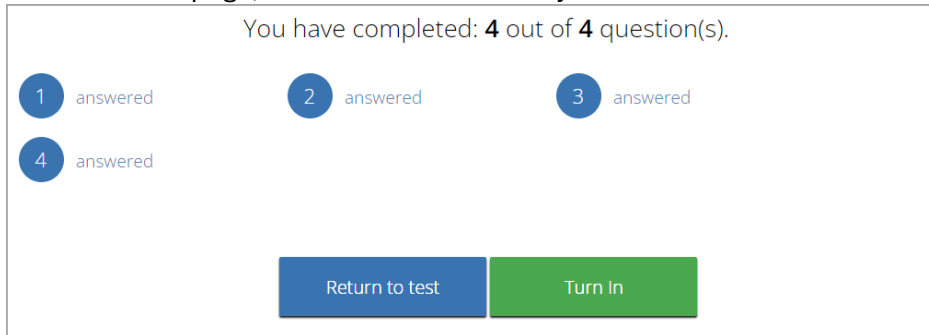 You have completed: 4 out of 4 question(s).
1 answered 2 answered 3 answered
4 answered
Return to test Turn In